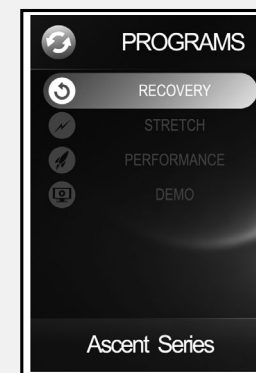 PROGRAMS
RECOVERY
STRETCH
PERFORMANCE
DEMO
Ascent Series